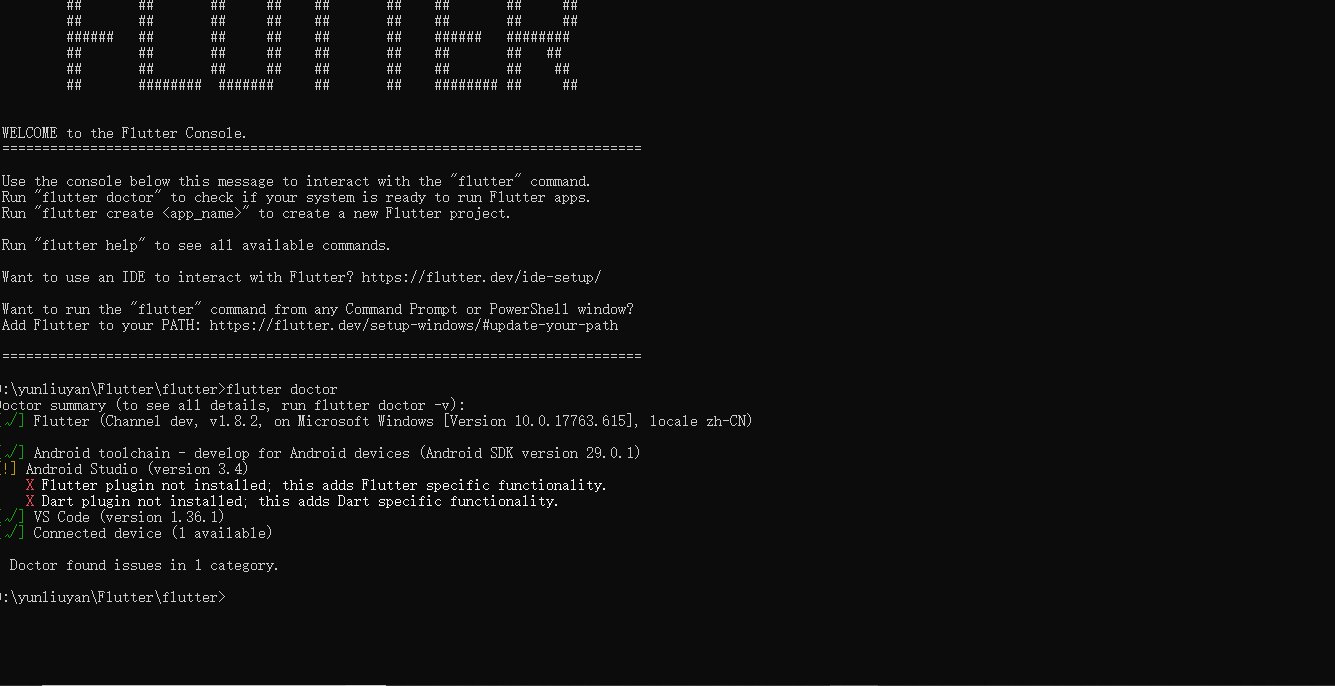 ##       ##       ##     ##   ##       ##    ##       ##     ##
##       ##       ##     ##   ##       ##    ##       ##     ##
######   ##       ##     ##   ##       ##    ######   ########
##       ##       ##     ##   ##       ##    ##       ##   ##
##       ##       ##     ##   ##       ##    ##       ##    ##
##       ########  #######    ##       ##    ######## ##     ##
WELCOME to the Flutter Console.
================================================================================
Use the console below this message to interact with the "flutter" command.
Run "flutter doctor" to check if your system is ready to run Flutter apps.
Run "flutter create <app_name>" to create a new Flutter project.
Run "flutter help" to see all available commands.
Want to use an IDE to interact with Flutter? https://flutter.dev/ide-setup/
Want to run the "flutter" command from any Command Prompt or PowerShell window?
Add Flutter to your PATH: https://flutter.dev/setup-windows/#update-your-path
================================================================================
:\yunliuyan\Flutter\flutter>flutter doctor
Doctor summary (to see all details, run flutter doctor -v):
[√] Flutter (Channel dev, v1.8.2, on Microsoft Windows [Version 10.0.17763.615], locale zh-CN)
[√] Android toolchain - develop for Android devices (Android SDK version 29.0.1)
[!] Android Studio (version 3.4)
X Flutter plugin not installed; this adds Flutter specific functionality.
X Dart plugin not installed; this adds Dart specific functionality.
[√] VS Code (version 1.36.1)
[√] Connected device (1 available)
Doctor found issues in 1 category.
:\yunliuyan\Flutter\flutter>